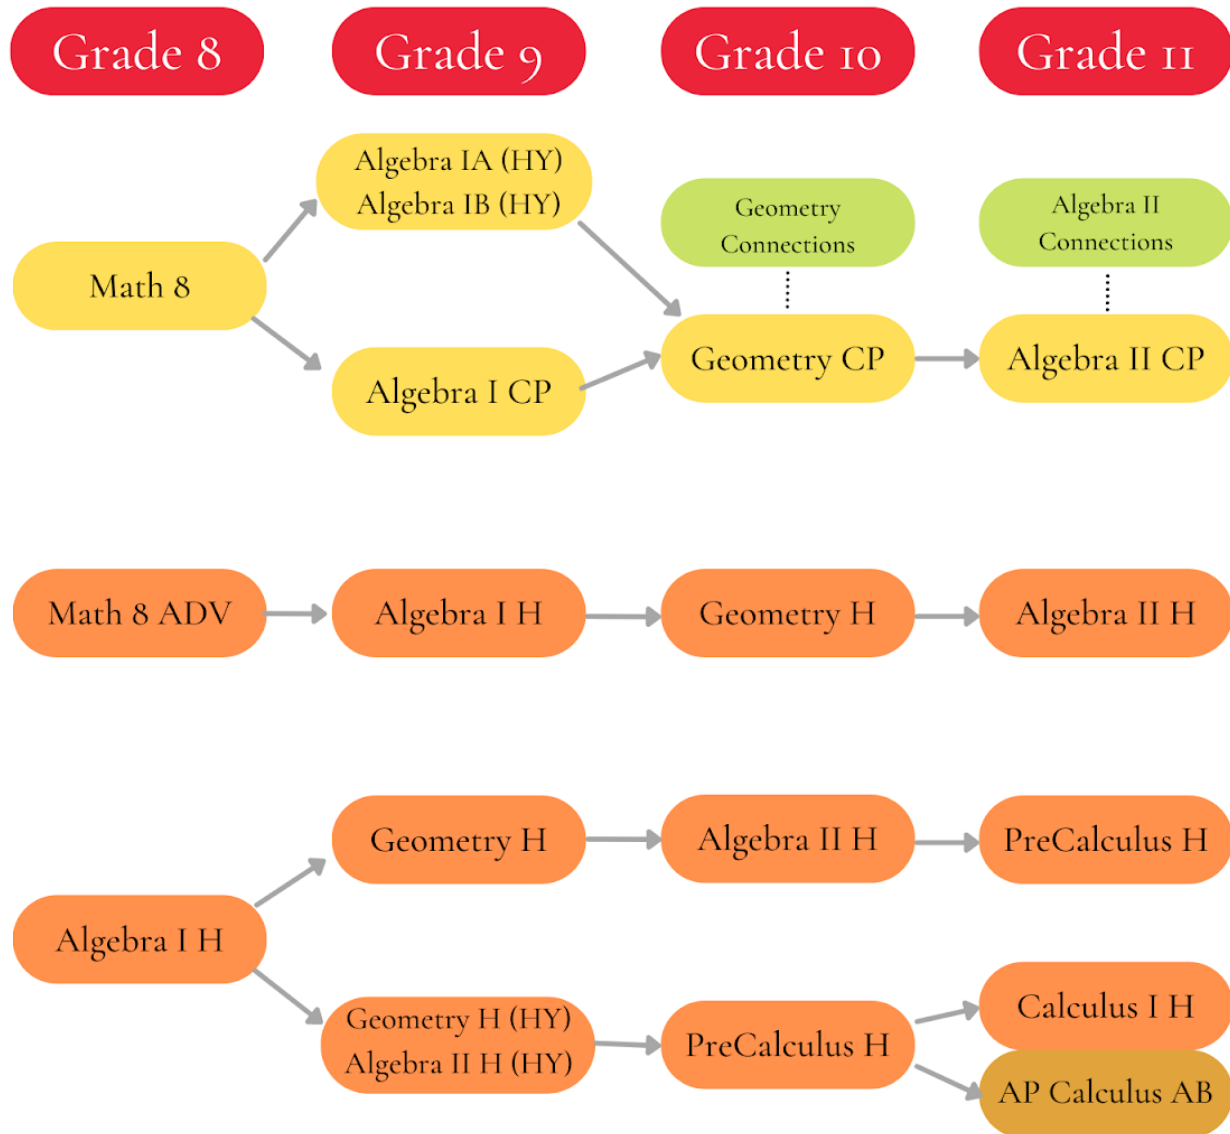 Grade 8
Grade 9
Grade 10
Grade 11
Algebra IA (HY)
Algebra IB (HY)
Geometry
Connections
Algebra II
Connections
Math 8
Algebra I CP
Geometry CP
Algebra II CP
Math 8 ADV
Algebra I H
Geometry H
Algebra II H
Geometry H
Algebra II H
PreCalculus H
Algebra I H
Geometry H (HY)
Algebra II H (HY)
PreCalculus H
Calculus I H
AP Calculus AB